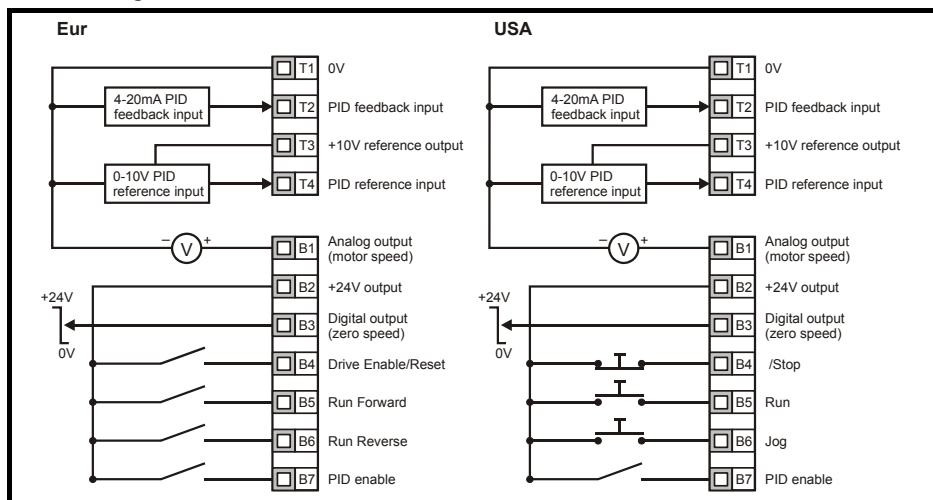 Eur
T1 0V
4-20mA PID
feedback input
T2 PID feedback input
T3 +10V reference output
0-10V PID
reference input
T4 PID reference input
– V +
B1 Analog output
(motor speed)
B2 +24V output
+24V
0V
B3 Digital output
(zero speed)
B4 Drive Enable/Reset
B5 Run Forward
B6 Run Reverse
B7 PID enable
USA
T1 0V
4-20mA PID
feedback input
T2 PID feedback input
T3 +10V reference output
0-10V PID
reference input
T4 PID reference input
– V +
B1 Analog output
(motor speed)
B2 +24V output
+24V
0V
B3 Digital output
(zero speed)
B4 /Stop
B5 Run
B6 Jog
B7 PID enable